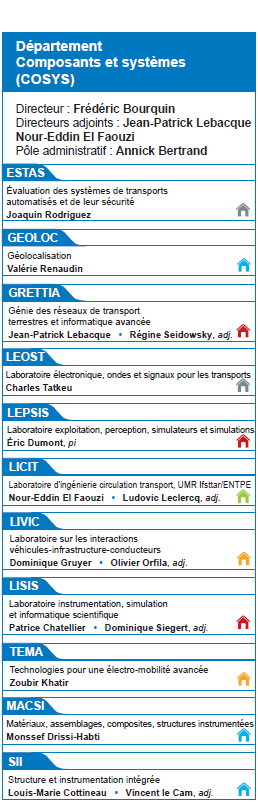 Département
Composants et systèmes
(COSYS)
Directeur : Frédéric Bourquin
Directeurs adjoints : Jean-Patrick Lebacque
Nour-Eddin El Faouzi
Pôle administratif : Annick Bertrand
ESTAS
Évaluation des systèmes de transports
automatisés et de leur sécurité
Joaquin Rodriguez
GEOLOC
Géolocalisation
Valérie Renaudin
GRETTIA
Génie des réseaux de transport
terrestres et informatique avancée
Jean-Patrick Lebacque • Régine Seidowsky, adj.
LEOST
Laboratoire électronique, ondes et signaux pour les transports
Charles Tatkeu
LEPSIS
Laboratoire exploitation, perception, simulateurs et simulations
Éric Dumont, pi
LICIT
Laboratoire d'ingénierie circulation transport, UMR Ifsttar/ENTPE
Nour-Eddin El Faouzi • Ludovic Leclercq, adj.
LIVIC
Laboratoire sur les interactions
véhicules-infrastructure-conducteurs
Dominique Gruyer • Olivier Orfila, adj.
LISIS
Laboratoire instrumentation, simulation
et informatique scientifique
Patrice Chatellier • Dominique Siegert, adj.
TEMA
Technologies pour une électro-mobilité avancée
Zoubir Khatir
MACSI
Matériaux, assemblages, composites, structures instrumentées
Monssef Drissi-Habti
SII
Structure et instrumentation intégrée
Louis-Marie Cottineau • Vincent le Cam, adj.